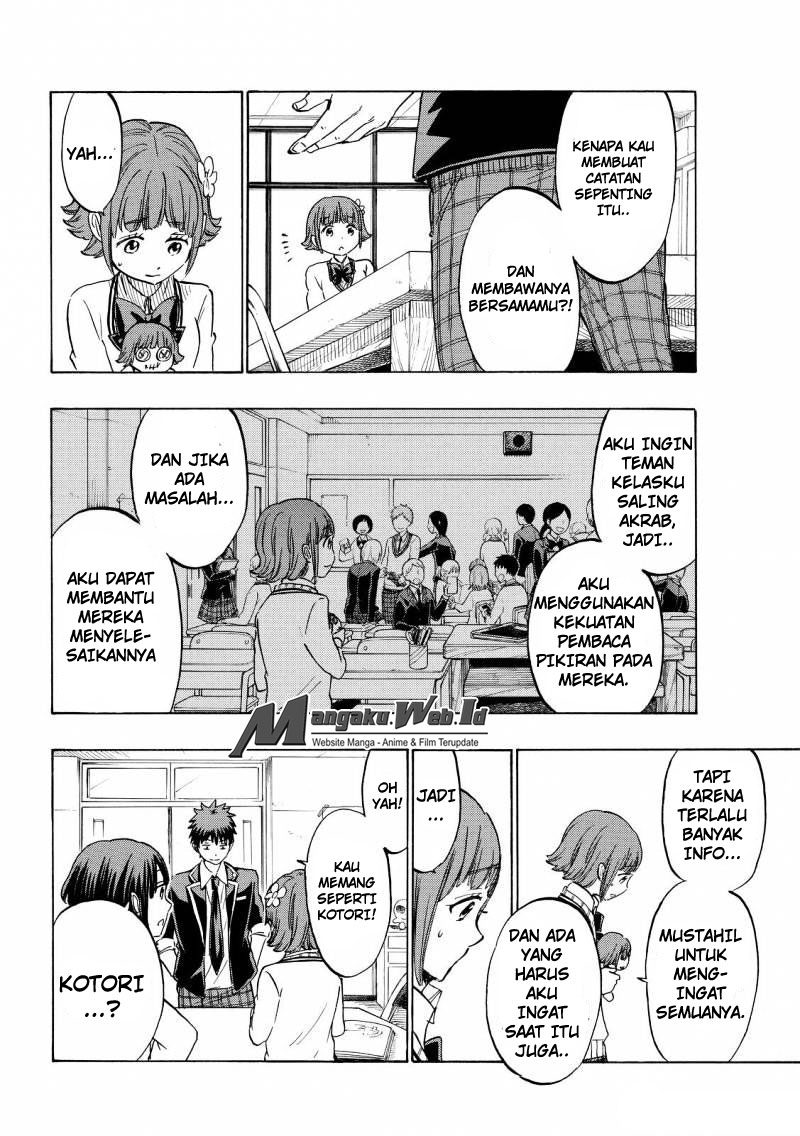 KENAPA KAU
MEMBUAT
CATATAN
SEPENTING
ITU..
DAN
MEMBAWANYA
BERSAMAMU?!
YAH...
AKU INGIN
TEMAN
KELASKU
SALING
AKRAB,
JADI..
AKU
MENGGUNAKAN
KEKUATAN
PEMBACA
PIKIRAN PADA
MEREKA.
DAN JIKA
ADA
MASALAH...
AKU DAPAT
MEMBANTU
MEREKA
MENYELE-
SAIKANNYA
Mangaku.Web.Id
Website Manga - Anime & Film Terupdate
TAPI
KARENA
TERLALU
BANYAK
INFO...
MUSTAHIL
UNTUK
MENG-
INGAT
SEMUANYA.
DAN ADA
YANG
HARUS
AKU
INGAT
SAAT ITU
JUGA..
JADI
...
OH
YAH!
KAU
MEMANG
SEPERTI
KOTORI!
KOTORI
...?